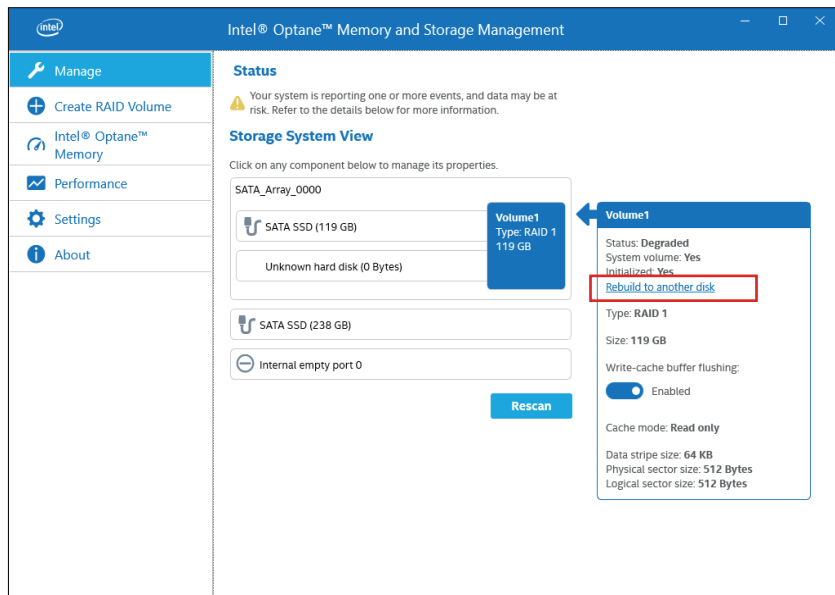 intel
Intel® Optane™ Memory and Storage Management
Manage
Create RAID Volume
Intel® Optane™
Memory
Performance
Settings
About
Status
Your system is reporting one or more events, and data may be at
risk. Refer to the details below for more information.
Storage System View
Click on any component below to manage its properties.
SATA_Array_0000
SATA SSD (119 GB)
Unknown hard disk (0 Bytes)
Volume1
Type: RAID 1
119 GB
SATA SSD (238 GB)
Internal empty port 0
Rescan
Volume1
Status: Degraded
System volume: Yes
Initialized: Yes
Rebuild to another disk
Type: RAID 1
Size: 119 GB
Write-cache buffer flushing:
Enabled
Cache mode: Read only
Data stripe size: 64 KB
Physical sector size: 512 Bytes
Logical sector size: 512 Bytes